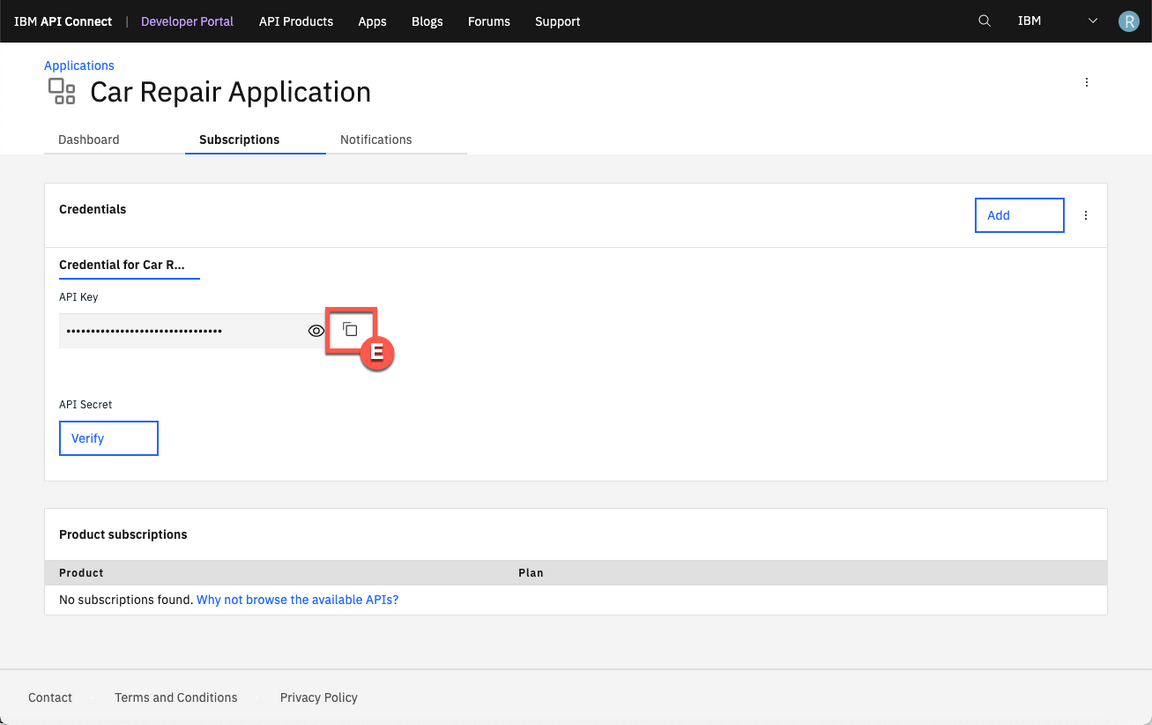 IBM API Connect | Developer Portal API Products Apps Blogs Forums Support IBM R
Applications
Car Repair Application
Dashboard Subscriptions Notifications
Credentials Add
Credential for Car R...
API Key
••••••••••••••••••••••••••••••••
E
API Secret
Verify
Product subscriptions
Product Plan
No subscriptions found. Why not browse the available APIs?
Contact Terms and Conditions Privacy Policy